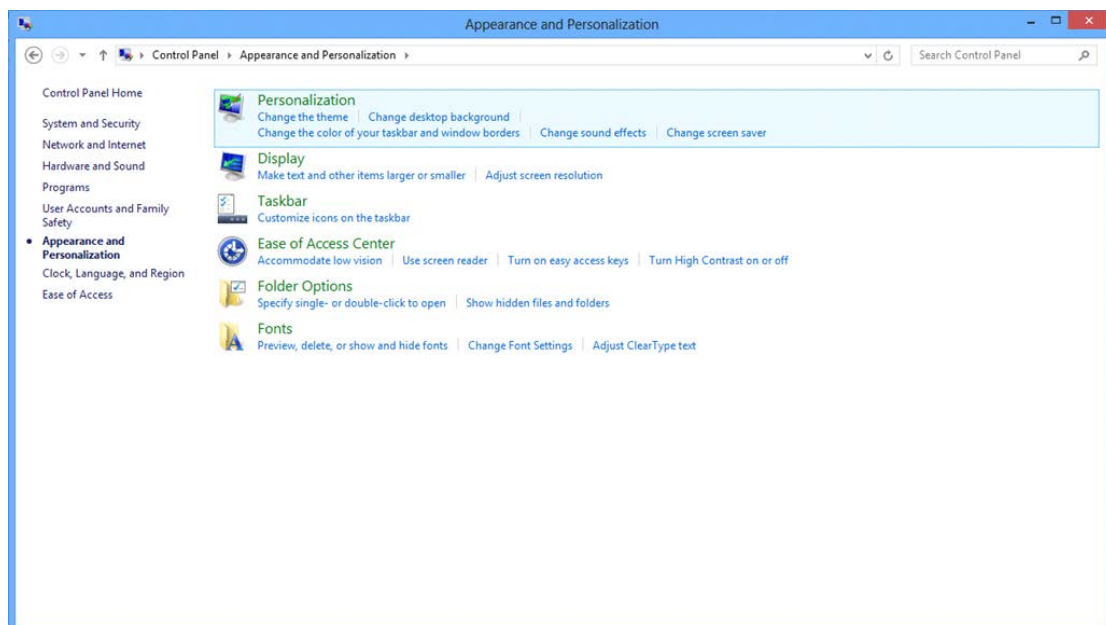 Appearance and Personalization
Control Panel Appearance and Personalization
Search Control Panel
Control Panel Home
System and Security
Network and Internet
Hardware and Sound
Programs
User Accounts and Family
Safety
Appearance and
Personalization
Clock, Language, and Region
Ease of Access
Personalization
Change the theme Change desktop background
Change the color of your taskbar and window borders Change sound effects Change screen saver
Display
Make text and other items larger or smaller Adjust screen resolution
Taskbar
Customize icons on the taskbar
Ease of Access Center
Accommodate low vision Use screen reader Turn on easy access keys Turn High Contrast on or off
Folder Options
Specify single- or double-click to open Show hidden files and folders
Fonts
Preview, delete, or show and hide fonts Change Font Settings Adjust ClearType text